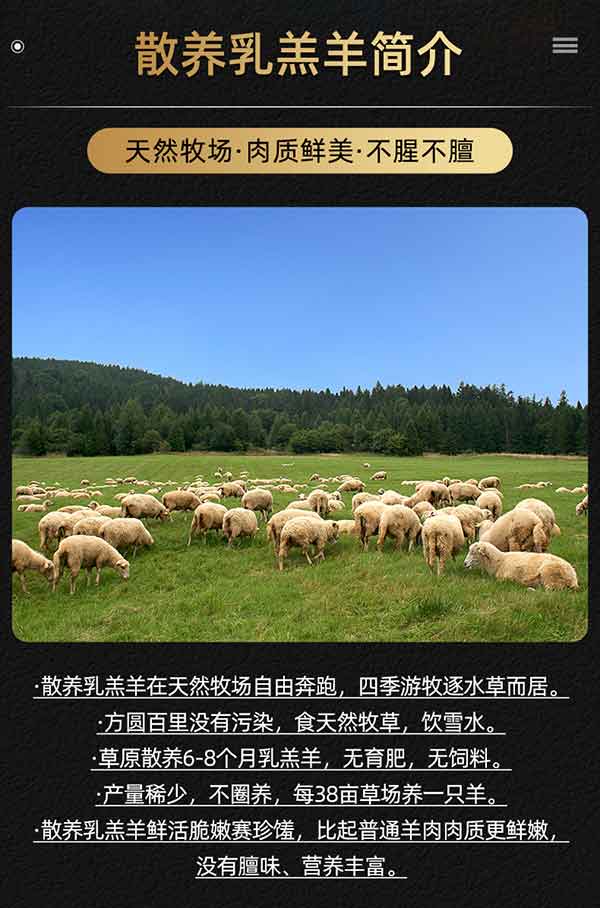 散养乳羔羊简介
天然牧场·肉质鲜美·不腥不膻
·散养乳羔羊在天然牧场自由奔跑，四季游牧逐水草而居。
·方圆百里没有污染，食天然牧草，饮雪水。
·草原散养6-8个月乳羔羊，无育肥，无饲料。
·产量稀少，不圈养，每38亩草场养一只羊。
·散养乳羔羊鲜活脆嫩赛珍馐，比起普通羊肉肉质更鲜嫩，
没有膻味、营养丰富。